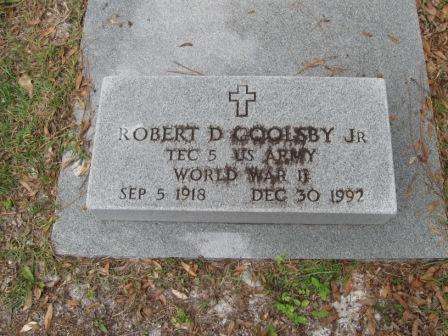 ROBERT D GOOLSBY JR
TEC 5 US ARMY
WORLD WAR II
SEP 5 1918 DEC 30 1992